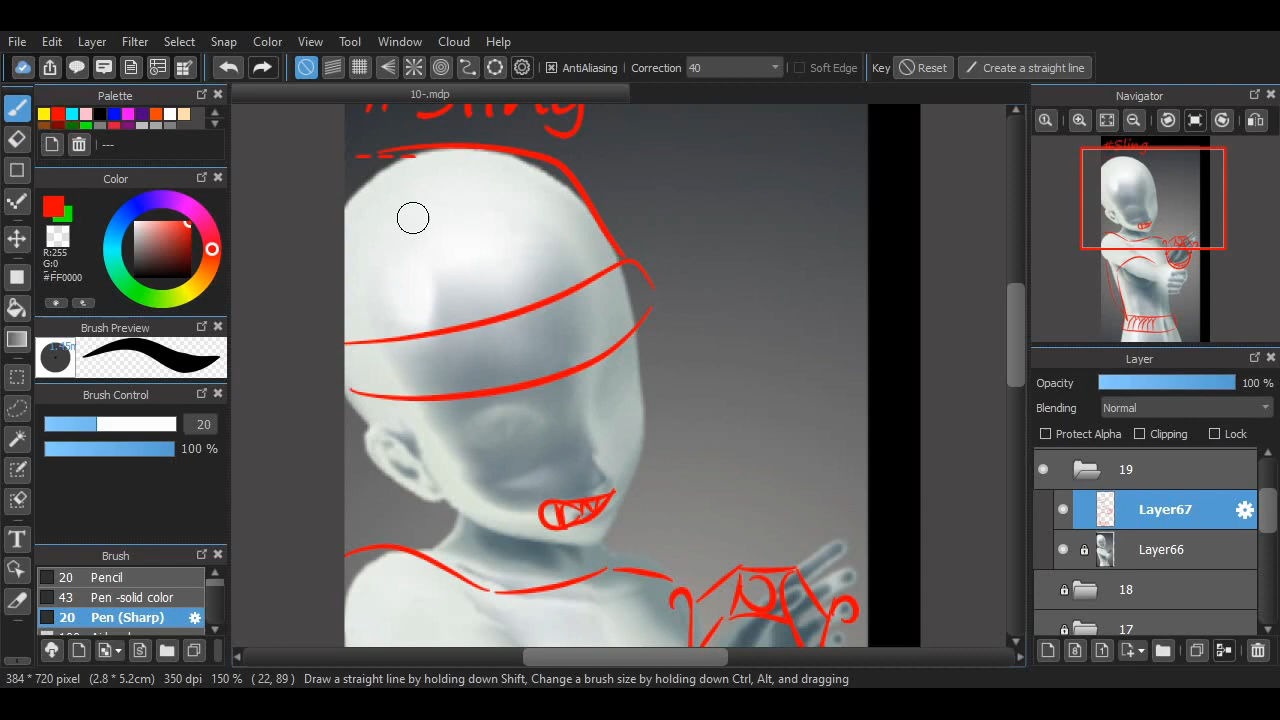 File Edit Layer Filter Select Snap Color View Tool Window Cloud Help
AntiAliasing Correction 40 Soft Edge Key Reset Create a straight line
Palette
---
Color
R:255
G:0
#FF0000
Brush Preview
Brush Control
20
100 %
Brush
20 Pencil
43 Pen -solid color
20 Pen (Sharp)
10-.mdp
#Sling
Navigator
#Sling
Layer
Opacity 100 %
Blending Normal
Protect Alpha Clipping Lock
19
Layer67
Layer66
18
17
384 * 720 pixel (2.8 * 5.2cm) 350 dpi 150 % ( 22, 89 ) Draw a straight line by holding down Shift, Change a brush size by holding down Ctrl, Alt, and dragging